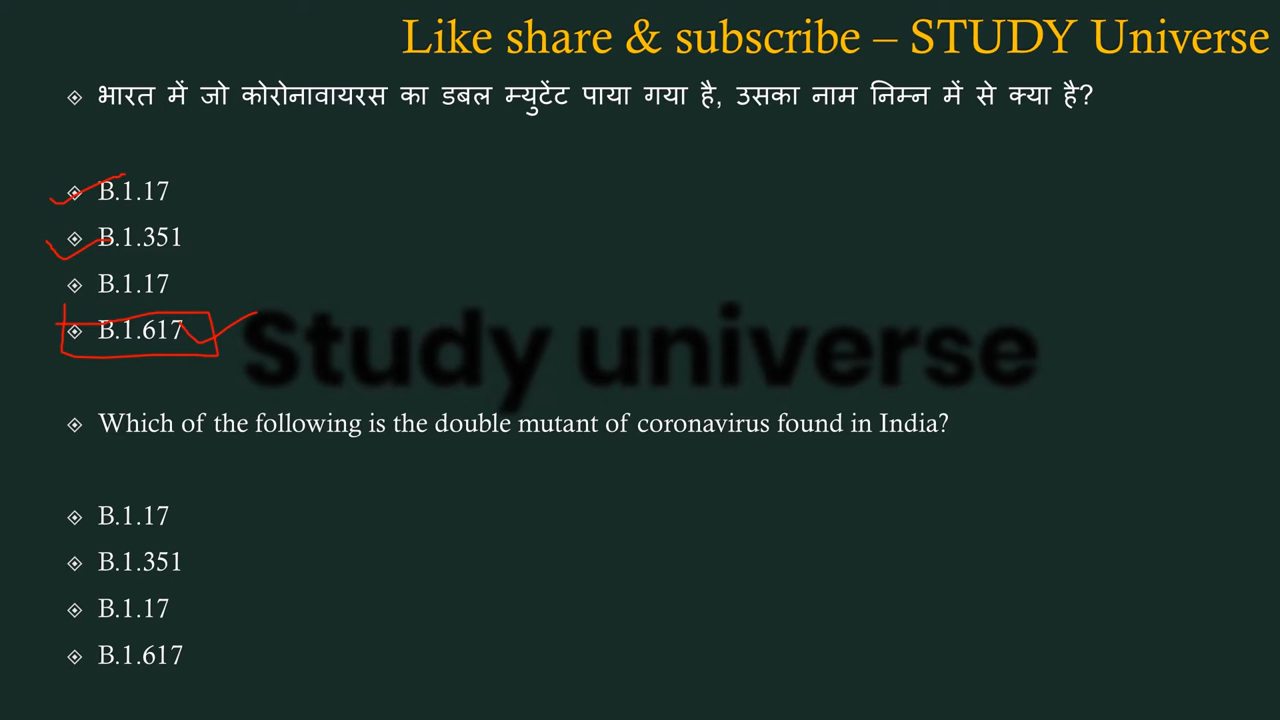 Like share & subscribe – STUDY Universe
भारत में जो कोरोनावायरस का डबल म्युटेंट पाया गया है, उसका नाम निम्न में से क्या है?
B.1.17
B.1.351
B.1.17
B.1.617
Study universe
Which of the following is the double mutant of coronavirus found in India?
B.1.17
B.1.351
B.1.17
B.1.617